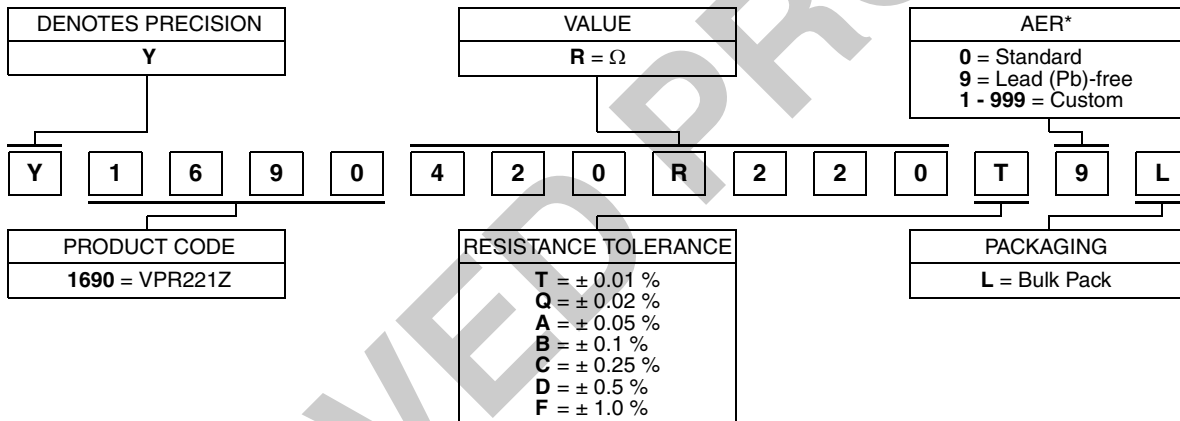 DENOTES PRECISION
Y
VALUE
R = Ω
AER*
0 = Standard
9 = Lead (Pb)-free
1 - 999 = Custom
Y 1 6 9 0 4 2 0 R 2 2 0 T 9 L
PRODUCT CODE
1690 = VPR221Z
RESISTANCE TOLERANCE
T = ± 0.01 %
Q = ± 0.02 %
A = ± 0.05 %
B = ± 0.1 %
C = ± 0.25 %
D = ± 0.5 %
F = ± 1.0 %
PACKAGING
L = Bulk Pack
VED PRO